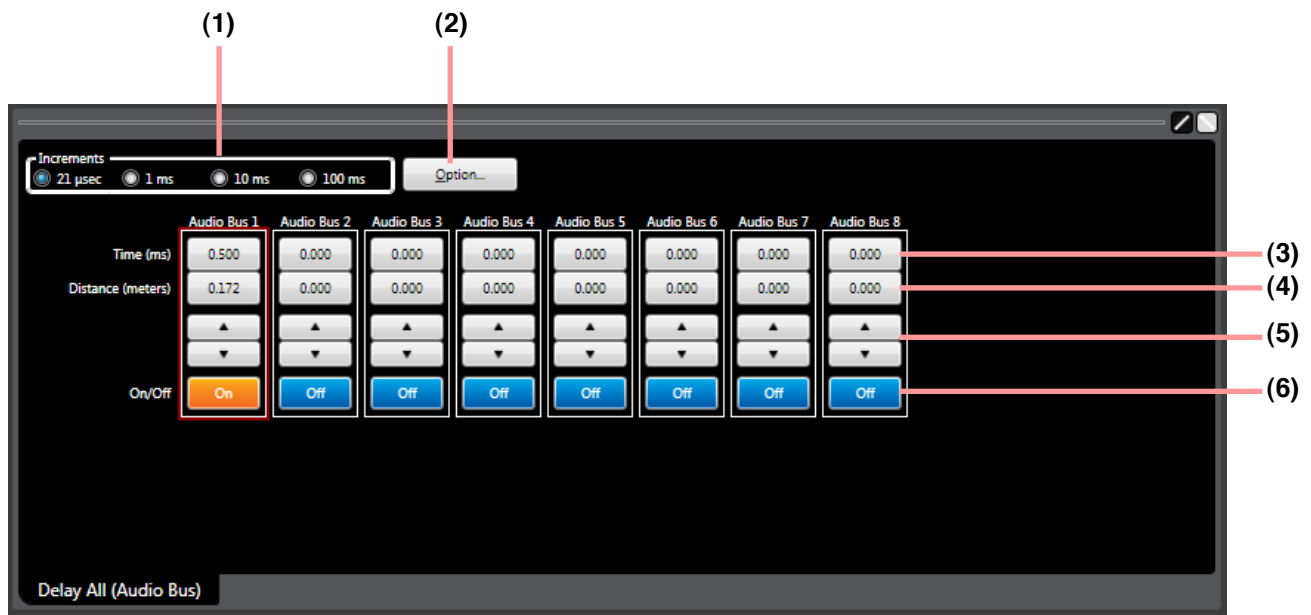 (1) (2)
Increments
21 µsec 1 ms 10 ms 100 ms Option...
Audio Bus 1 Audio Bus 2 Audio Bus 3 Audio Bus 4 Audio Bus 5 Audio Bus 6 Audio Bus 7 Audio Bus 8
Time (ms) 0.500 0.000 0.000 0.000 0.000 0.000 0.000 0.000 (3)
Distance (meters) 0.172 0.000 0.000 0.000 0.000 0.000 0.000 0.000 (4)
(5)
On/Off On Off Off Off Off Off Off Off (6)
Delay All (Audio Bus)